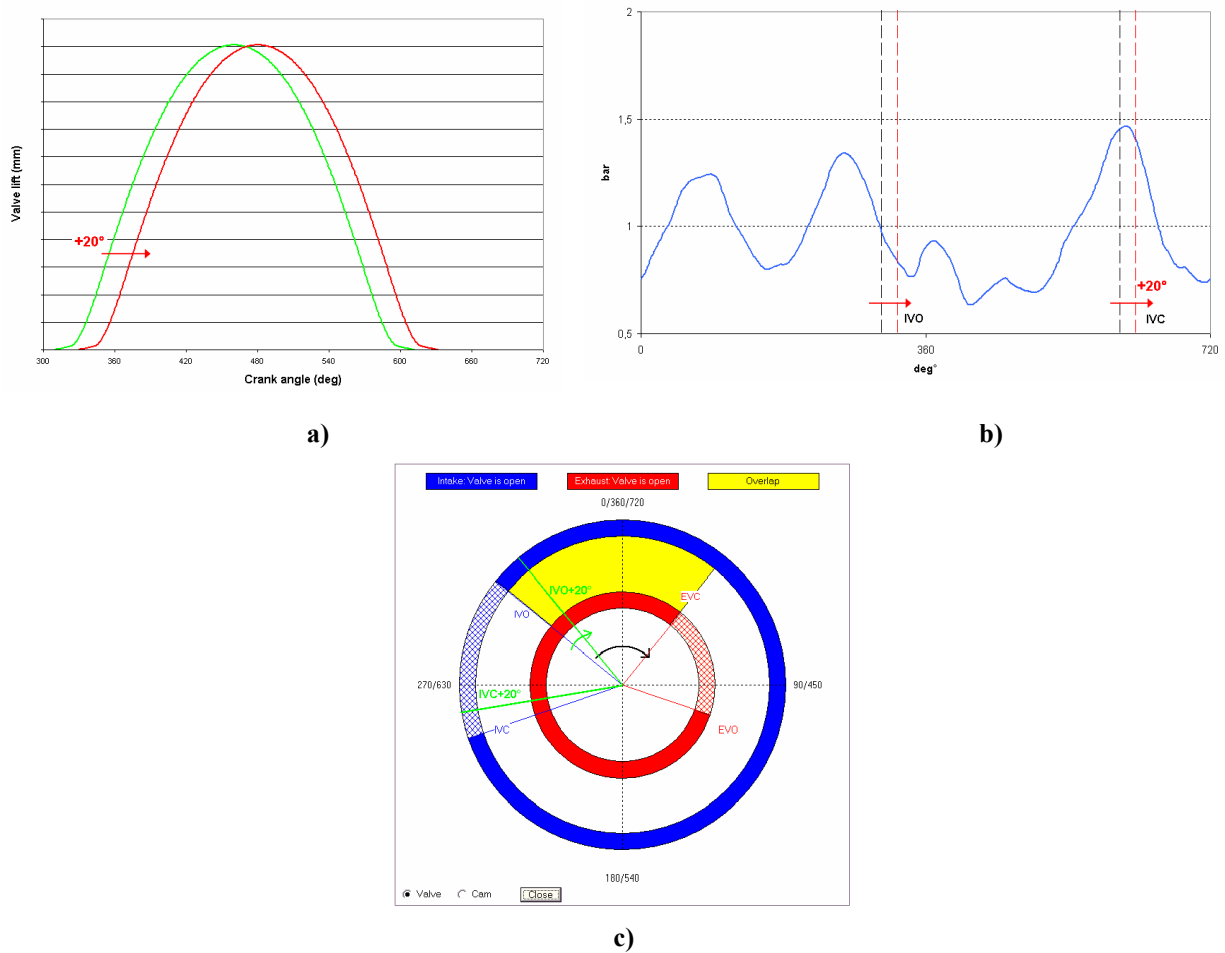 Valve lift (mm)
+20°
300
360
420
480
540
600
660
720
Crank angle (deg)
a)
2
1,5
1
0,5
bar
+20°
IVO
IVC
0
360
720
deg°
b)
Intake: Valve is open
Exhaust: Valve is open
Overlap
0/360/720
IVO+20°
EVC
IVO
270/630
90/450
IVC+20°
IVC
EVO
180/540
Valve
Cam
Close
c)